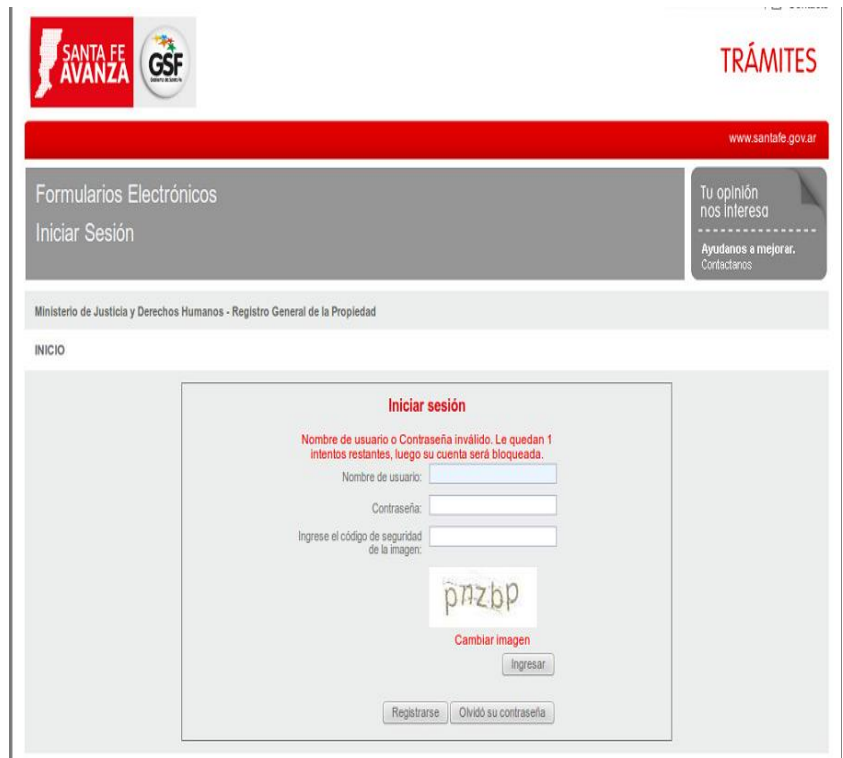 SANTA FE
AVANZA
GSF
TRÁMITES
www.santafe.gov.ar
Formularios Electrónicos
Iniciar Sesión
Tu opinión
nos interesa
Ayudanos a mejorar.
Contactanos
Ministerio de Justicia y Derechos Humanos - Registro General de la Propiedad
INICIO
Iniciar sesión
Nombre de usuario o Contraseña inválido. Le quedan 1
intentos restantes, luego su cuenta será bloqueada.
Nombre de usuario:
Contraseña:
Ingrese el código de seguridad
de la imagen:
pnzbp
Cambiar imagen
Ingresar
Registrarse
Olvidó su contraseña